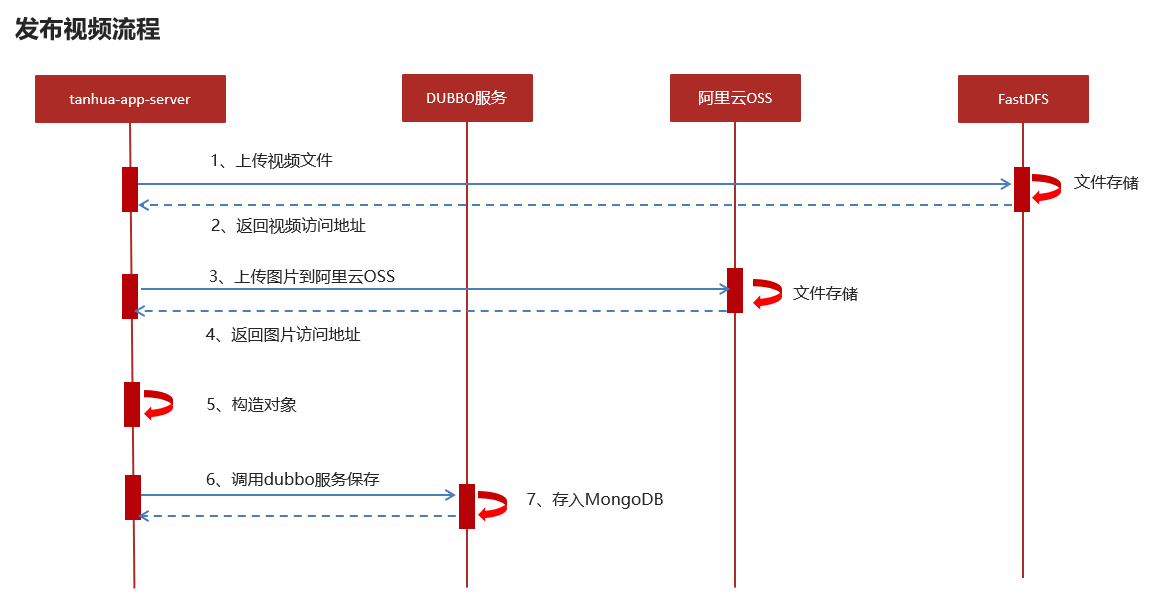 发布视频流程
tanhua-app-server
DUBBO服务
阿里云OSS
FastDFS
1、上传视频文件
文件存储
2、返回视频访问地址
3、上传图片到阿里云OSS
文件存储
4、返回图片访问地址
5、构造对象
6、调用dubbo服务保存
7、存入MongoDB